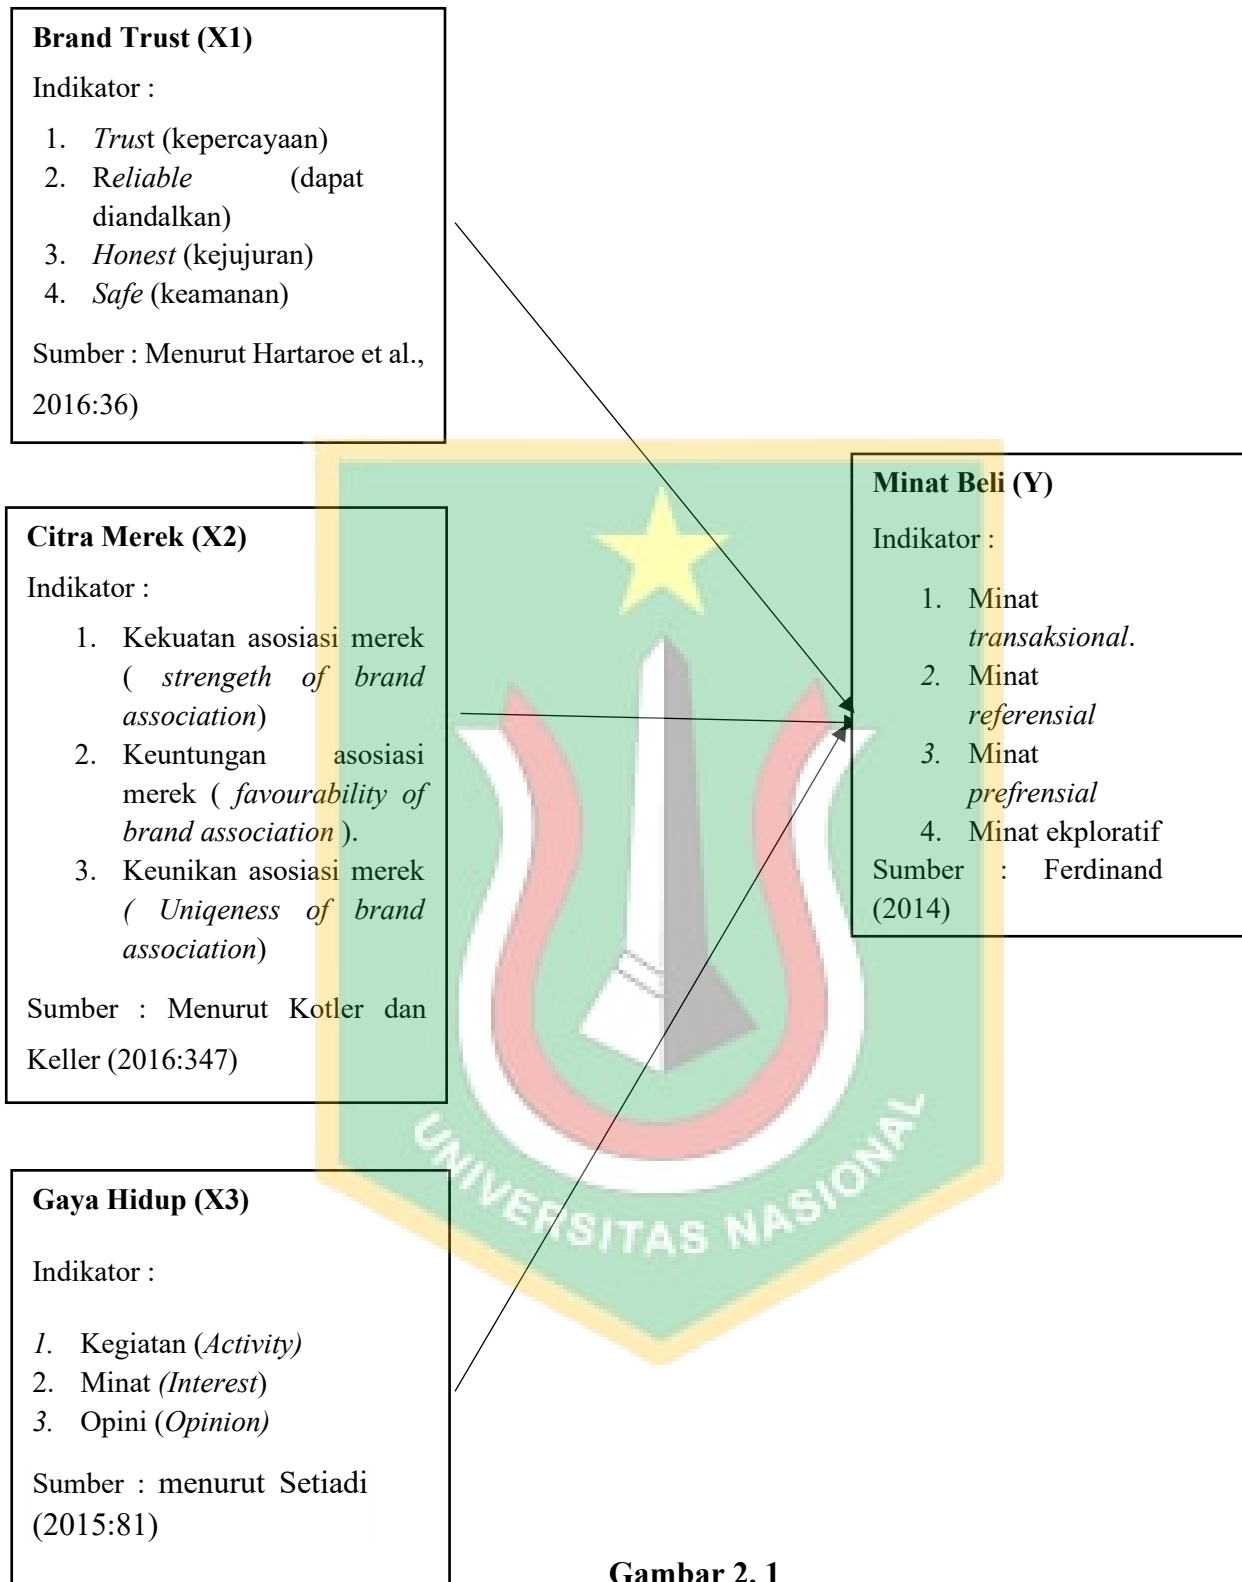 Brand Trust (X1)
Indikator :
1. Trust (kepercayaan)
2. Reliable (dapat
diandalkan)
3. Honest (kejujuran)
4. Safe (keamanan)
Sumber : Menurut Hartaroe et al.,
2016:36)
Citra Merek (X2)
Indikator :
1. Kekuatan asosiasi merek
( strengeth of brand
association)
2. Keuntungan asosiasi
merek ( favourability of
brand association ).
3. Keunikan asosiasi merek
( Uniqeness of brand
association)
Sumber : Menurut Kotler dan
Keller (2016:347)
Gaya Hidup (X3)
Indikator :
1. Kegiatan (Activity)
2. Minat (Interest)
3. Opini (Opinion)
Sumber : menurut Setiadi
(2015:81)
Minat Beli (Y)
Indikator :
1. Minat
transaksional.
2. Minat
referensial
3. Minat
prefrensial
4. Minat ekploratif
Sumber : Ferdinand
(2014)
UNIVERSITAS NASIONAL
Gambar 2. 1